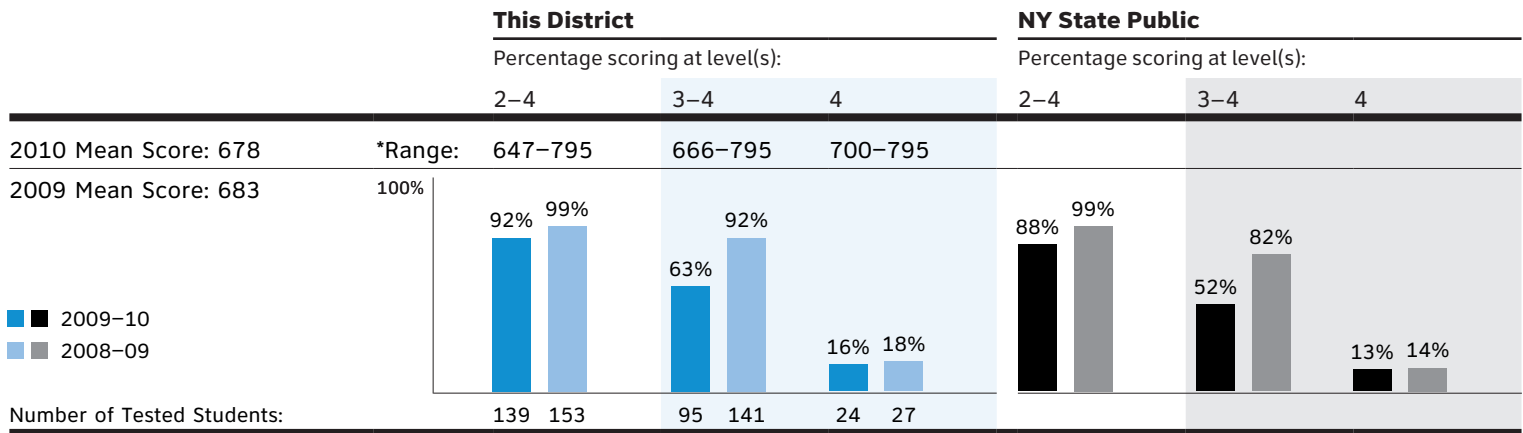 This District NY State Public
Percentage scoring at level(s): Percentage scoring at level(s):
2–4 3–4 4 2–4 3–4 4
2010 Mean Score: 678 *Range: 647–795 666–795 700–795
2009 Mean Score: 683 100%
92% 99% 63% 92% 16% 18% 88% 99% 52% 82% 13% 14%
2009–10
2008–09
Number of Tested Students: 139 153 95 141 24 27